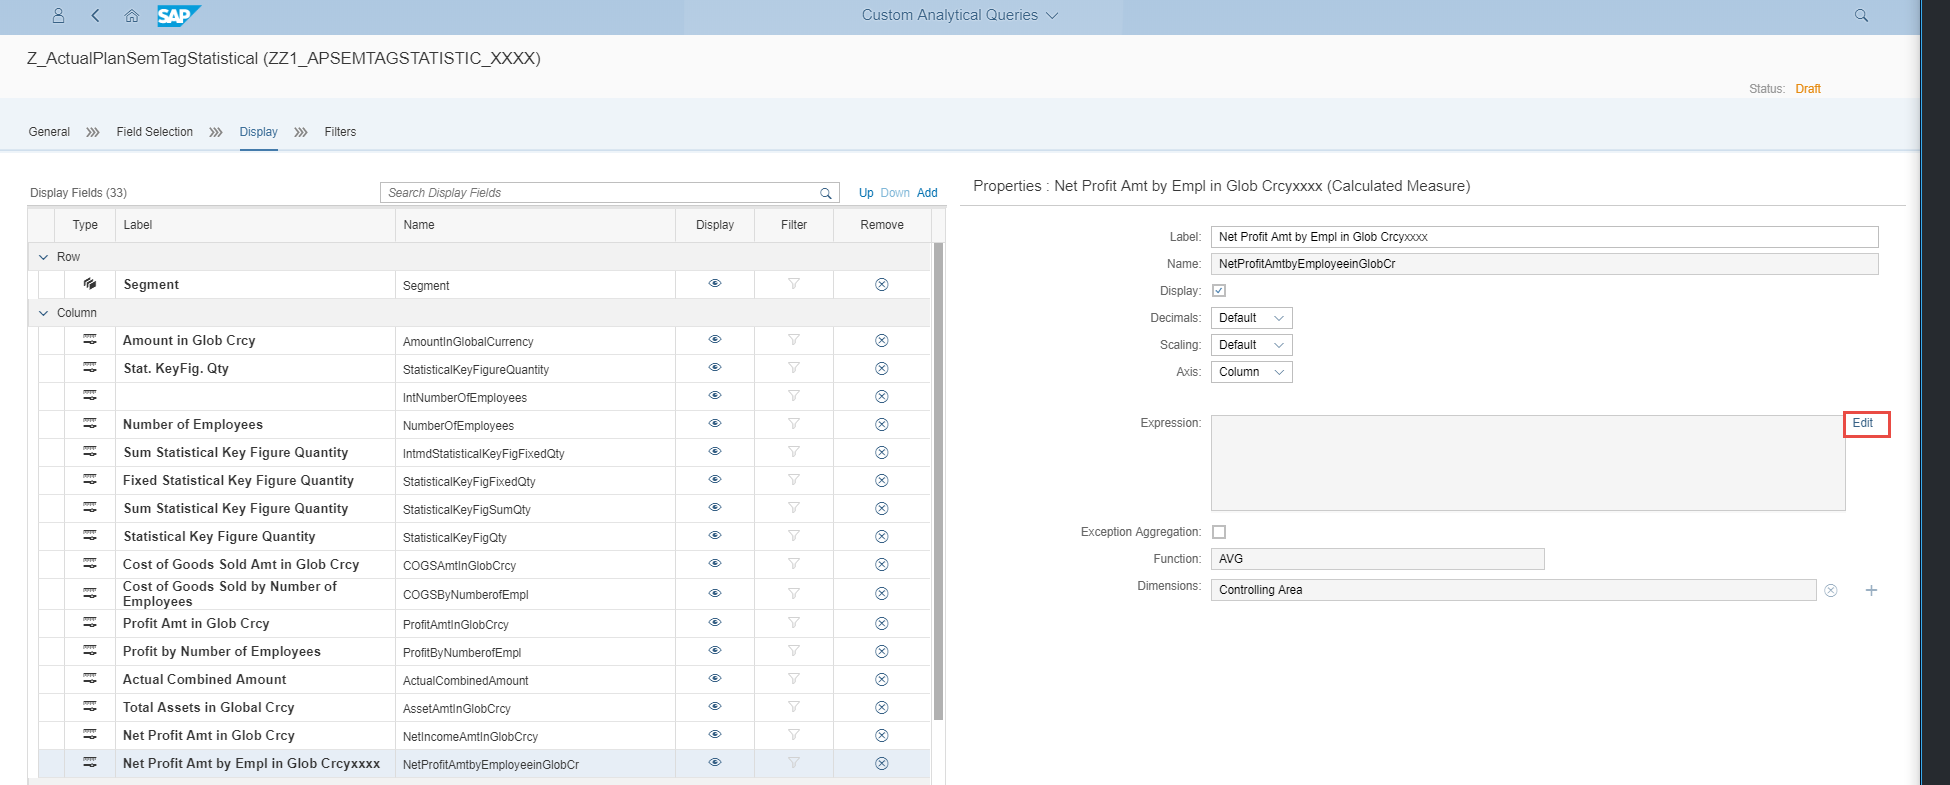 SAP
Custom Analytical Queries
Z_ActualPlanSemTagStatistical (ZZ1_APSEMTAGSTATISTIC_XXXX)
Status: Draft
General Field Selection Display Filters
Display Fields (33) Search Display Fields Up Down Add
Type Label Name Display Filter Remove
Row
Segment Segment
Column
Amount in Glob Crcy AmountInGlobalCurrency
Stat. KeyFig. Qty StatisticalKeyFigureQuantity
IntNumberOfEmployees
Number of Employees NumberOfEmployees
Sum Statistical Key Figure Quantity IntmdStatisticalKeyFigFixedQty
Fixed Statistical Key Figure Quantity StatisticalKeyFigFixedQty
Sum Statistical Key Figure Quantity StatisticalKeyFigSumQty
Statistical Key Figure Quantity StatisticalKeyFigQty
Cost of Goods Sold Amt in Glob Crcy COGSAmtInGlobCrcy
Cost of Goods Sold by Number of
Employees COGSByNumberofEmpl
Profit Amt in Glob Crcy ProfitAmtInGlobCrcy
Profit by Number of Employees ProfitByNumberofEmpl
Actual Combined Amount ActualCombinedAmount
Total Assets in Global Crcy AssetAmtInGlobCrcy
Net Profit Amt in Glob Crcy NetIncomeAmtInGlobCrcy
Net Profit Amt by Empl in Glob Crcyxxxx NetProfitAmtbyEmployeeinGlobCr
Properties : Net Profit Amt by Empl in Glob Crcyxxxx (Calculated Measure)
Label: Net Profit Amt by Empl in Glob Crcyxxxx
Name: NetProfitAmtbyEmployeeinGlobCr
Display:
Decimals: Default
Scaling: Default
Axis: Column
Expression: Edit
Exception Aggregation:
Function: AVG
Dimensions: Controlling Area